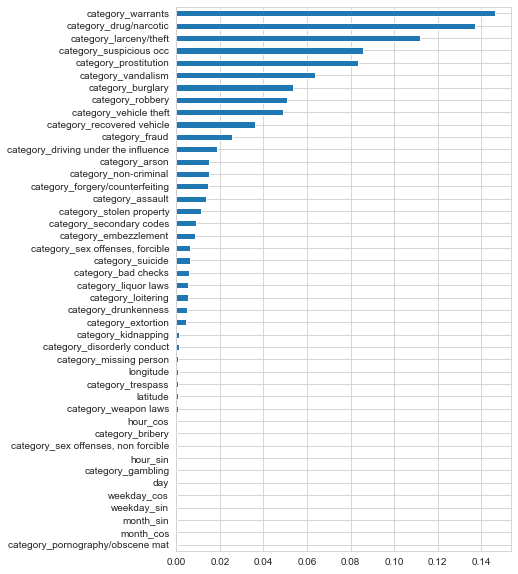 category_warrants
category_drug/narcotic
category_larceny/theft
category_suspicious occ
category_prostitution
category_vandalism
category_burglary
category_robbery
category_vehicle theft
category_recovered vehicle
category_fraud
category_driving under the influence
category_arson
category_non-criminal
category_forgery/counterfeiting
category_assault
category_stolen property
category_secondary codes
category_embezzlement
category_sex offenses, forcible
category_suicide
category_bad checks
category_liquor laws
category_loitering
category_drunkenness
category_extortion
category_kidnapping
category_disorderly conduct
category_missing person
longitude
category_trespass
latitude
category_weapon laws
hour_cos
category_bribery
category_sex offenses, non forcible
hour_sin
category_gambling
day
weekday_cos
weekday_sin
month_sin
month_cos
category_pornography/obscene mat
0.00 0.02 0.04 0.06 0.08 0.10 0.12 0.14